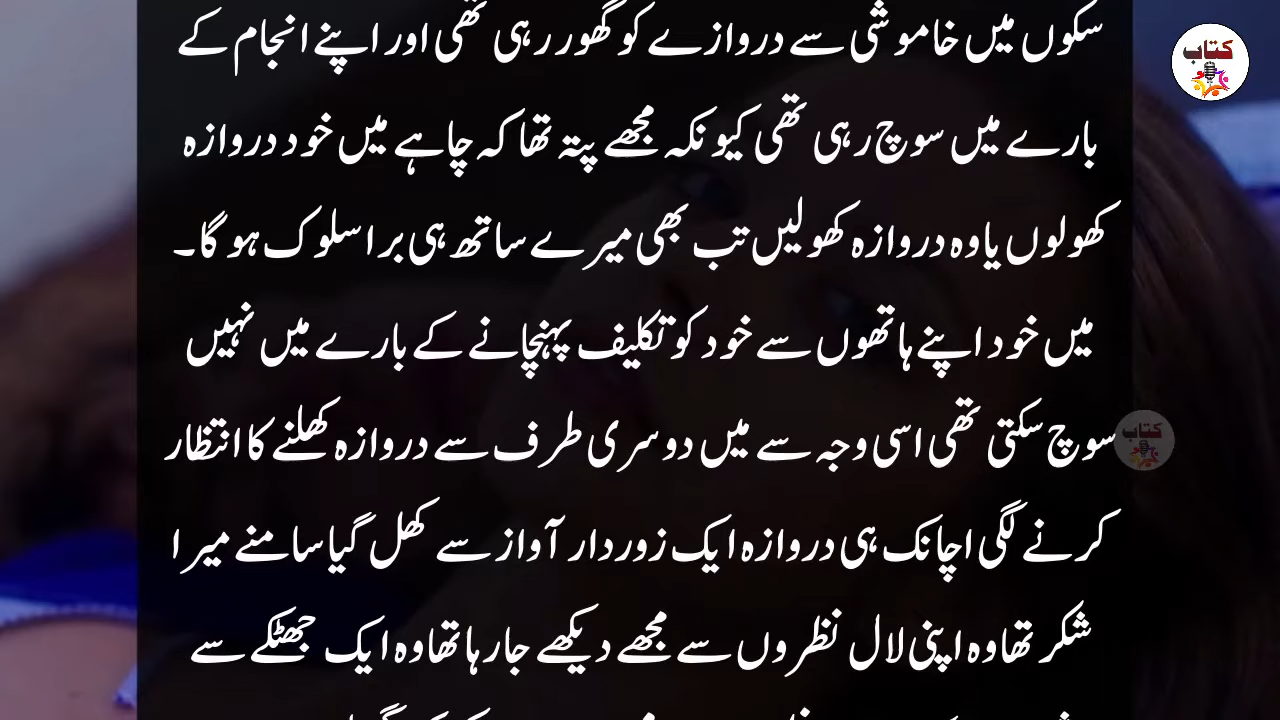 سکوں میں خاموشی سے دروازے کو گھور رہی تھی اور اپنے انجام کے
بارے میں سوچ رہی تھی کیونکہ مجھے پتہ تھا کہ چاہے میں خود دروازہ
کھولوں یا وہ دروازہ کھولیں تب بھی میرے ساتھ ہی برا سلوک ہو گا۔
میں خود اپنے ہاتھوں سے خود کو تکلیف پہنچانے کے بارے میں نہیں
سوچ سکتی تھی اسی وجہ سے میں دوسری طرف سے دروازہ کھلنے کا انتظار
کرنے لگی اچانک ہی دروازہ ایک زوردار آواز سے کھل گیا سامنے میرا
شکر تھا وہ اپنی لال نظروں سے مجھے دیکھے جا رہا تھا وہ ایک جھٹکے سے
کتاب
کتاب